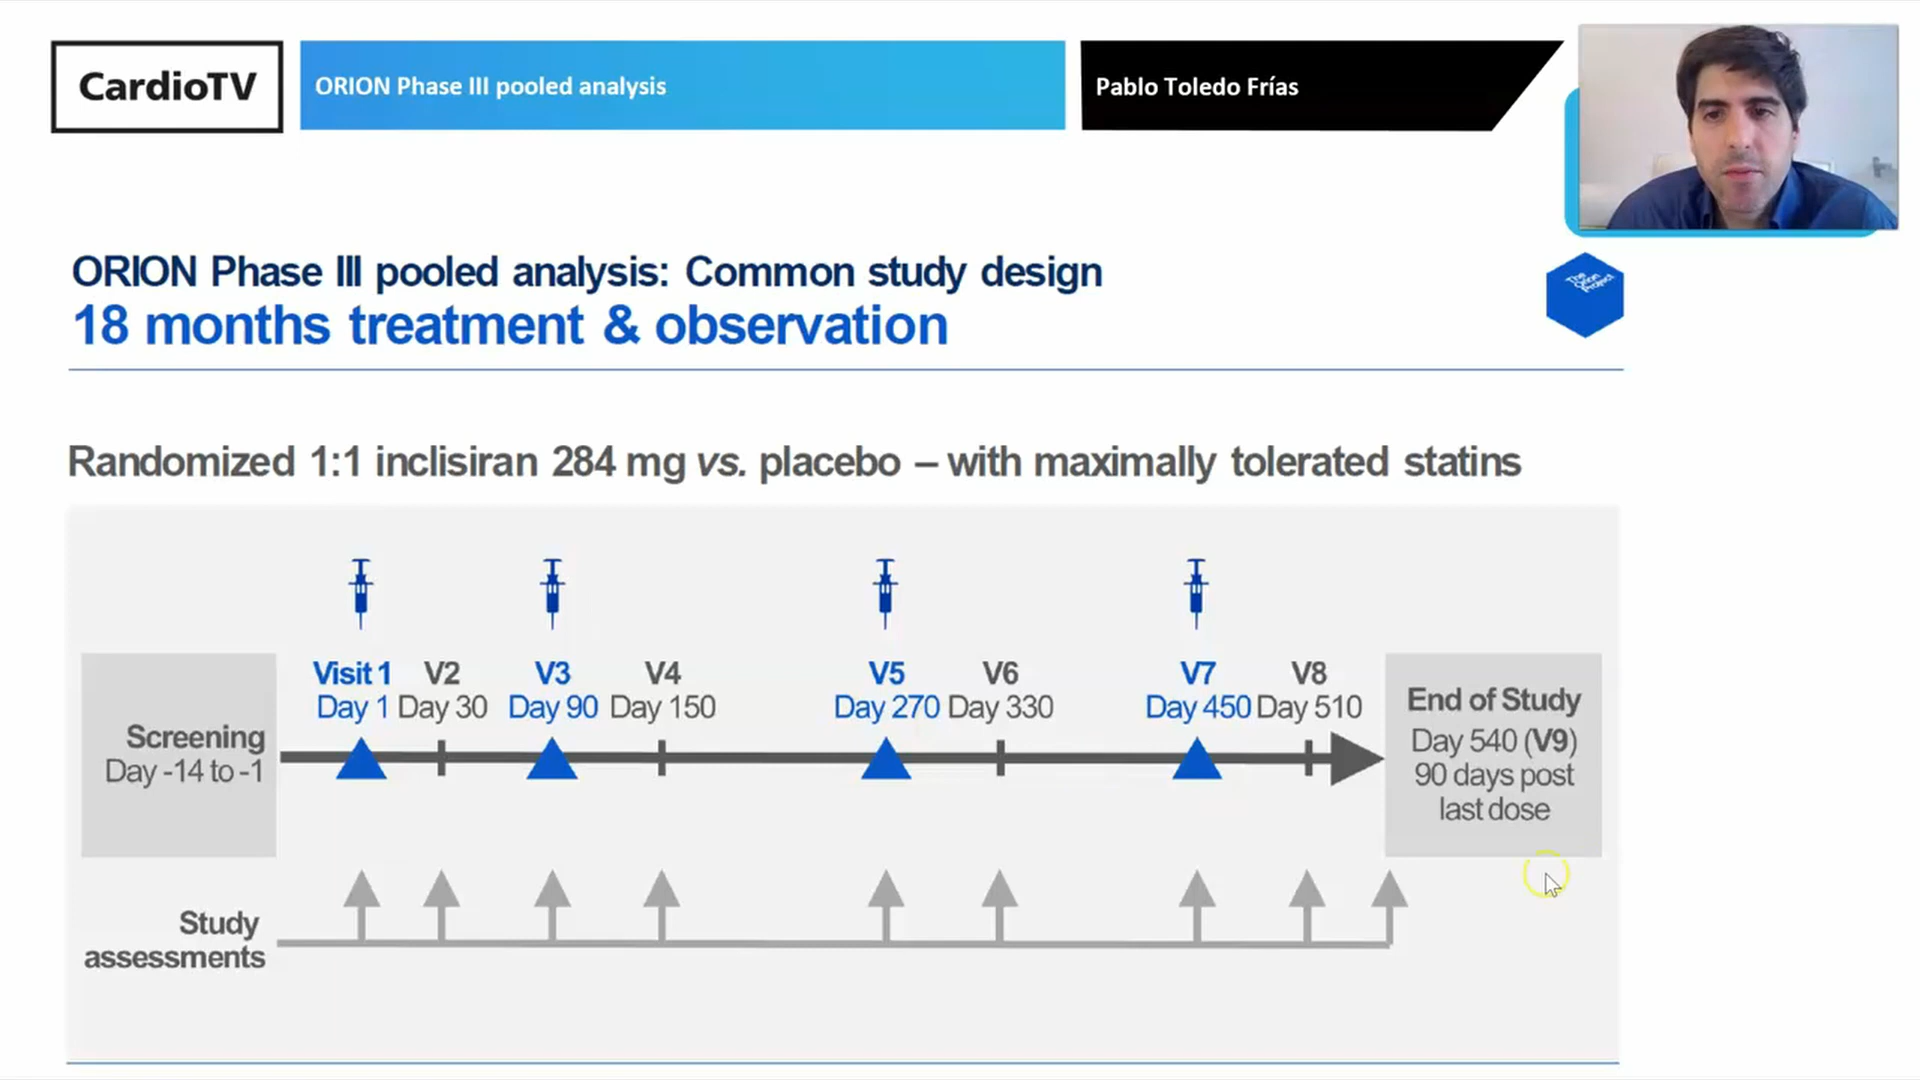 CardioTV
ORION Phase III pooled analysis
Pablo Toledo Frías
The
Orion
Project
ORION Phase III pooled analysis: Common study design
18 months treatment & observation
Randomized 1:1 inclisiran 284 mg vs. placebo – with maximally tolerated statins
Visit 1 V2 V3 V4 V5 V6 V7 V8
Day 1 Day 30 Day 90 Day 150 Day 270 Day 330 Day 450 Day 510
Screening
Day -14 to -1
End of Study
Day 540 (V9)
90 days post
last dose
Study
assessments